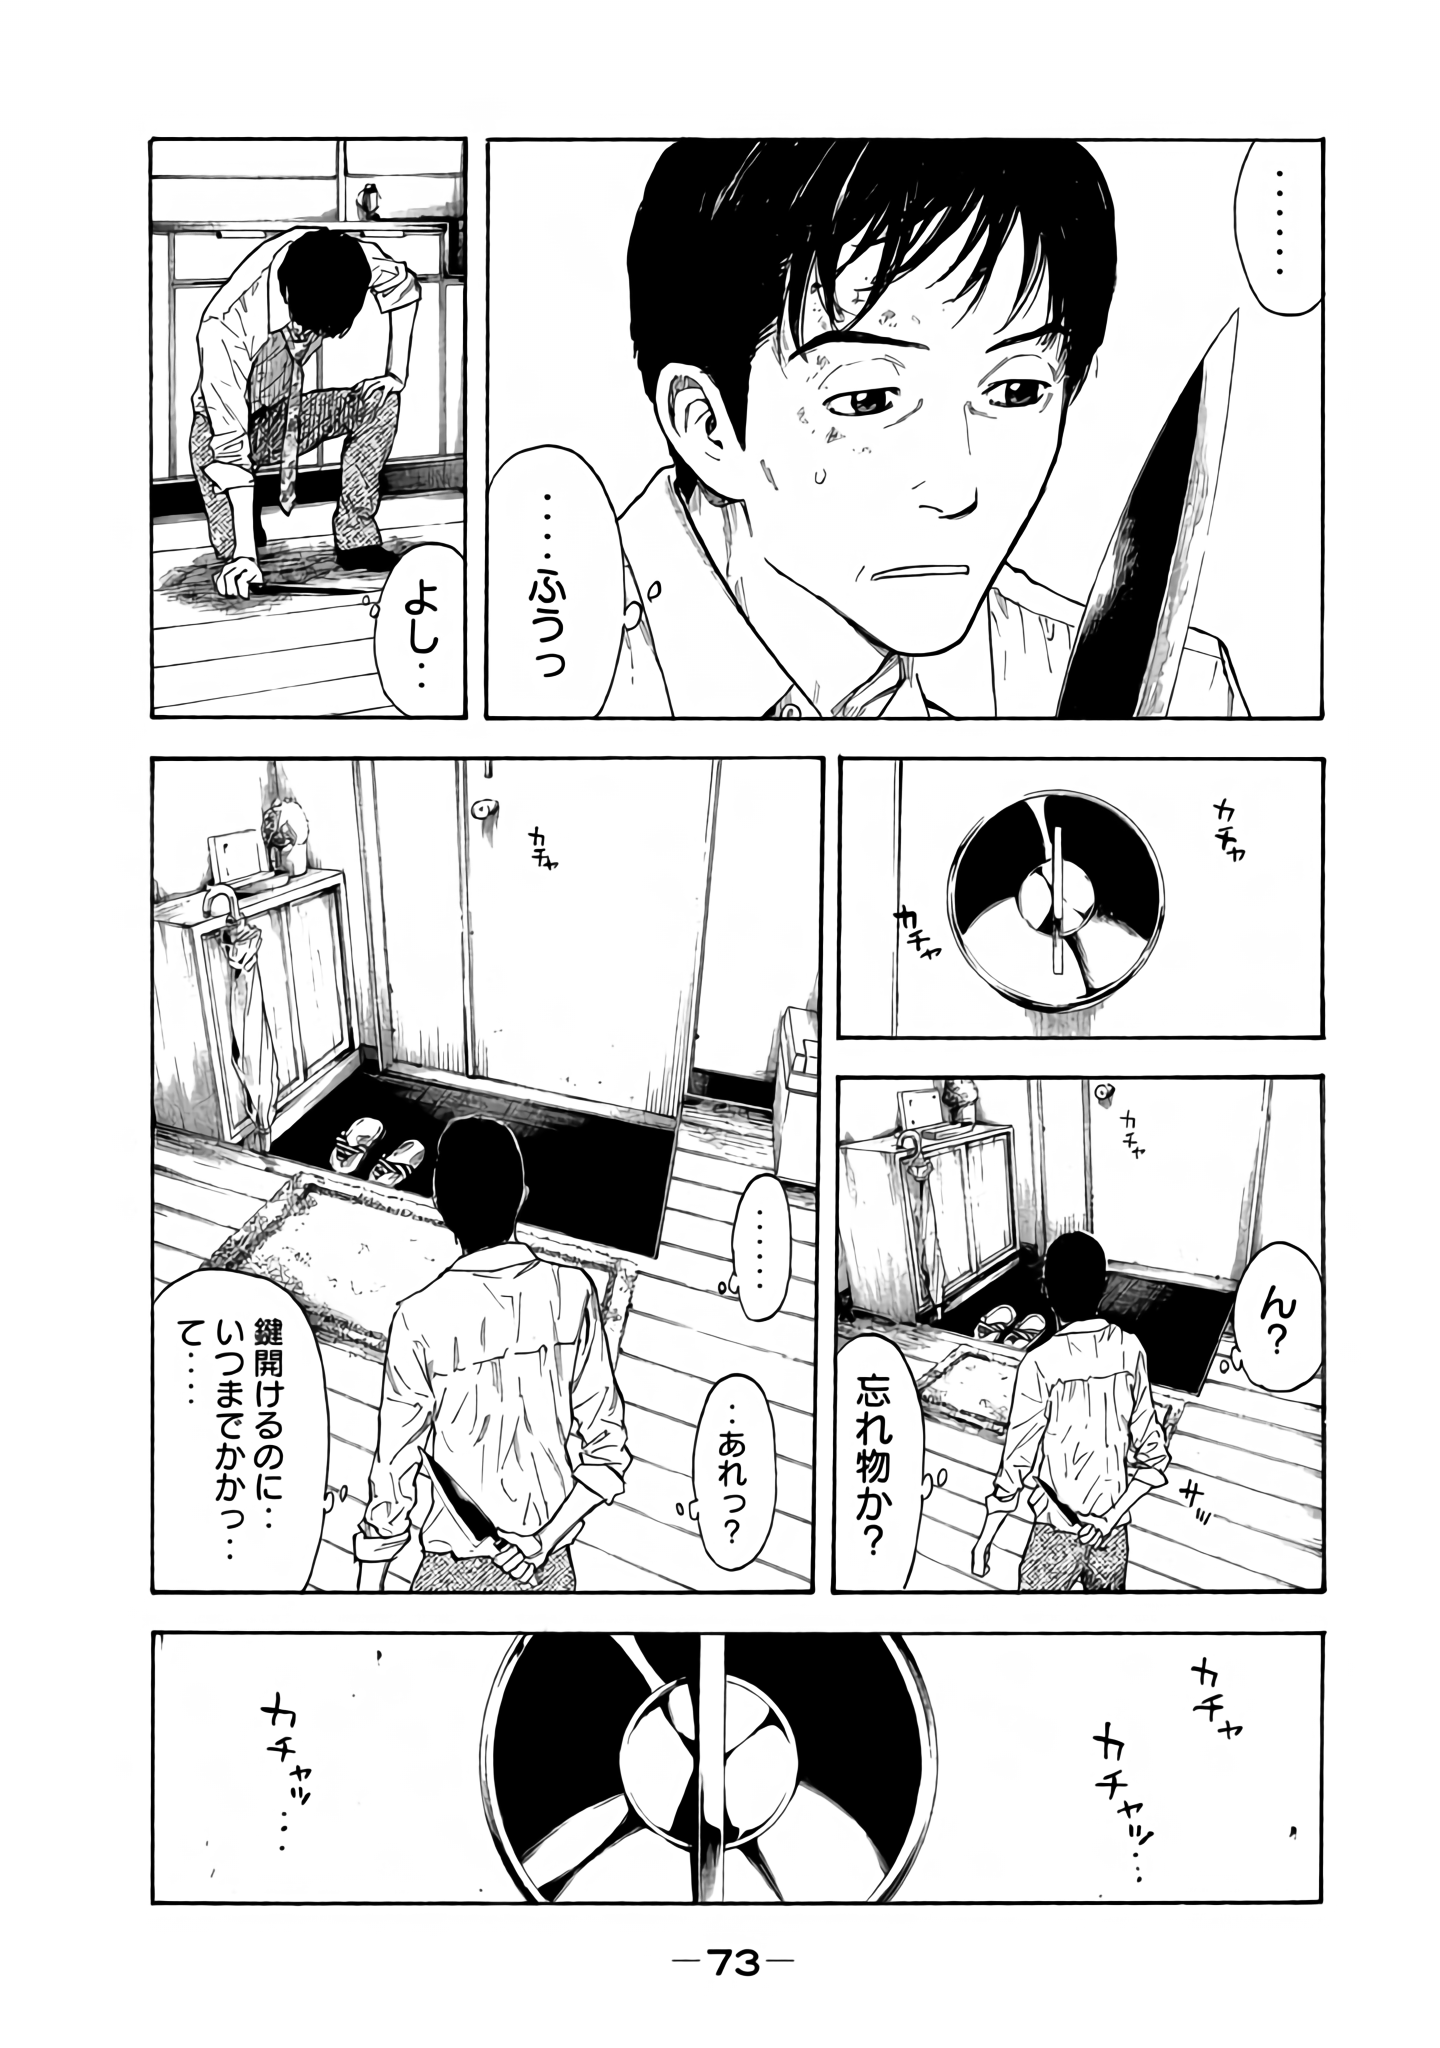 ・・・・・・
・・・・ふうっ
よし・・
カチャ
カチャ
ん?
カチャ
忘れ物か?
サッ
カチャ
・・・・・・
・・あれっ?
鍵開けるのに・・
いつまでかかっ・・
て・・・・
カチャ
カチャッ・・・
カチャッ・・・
—73—